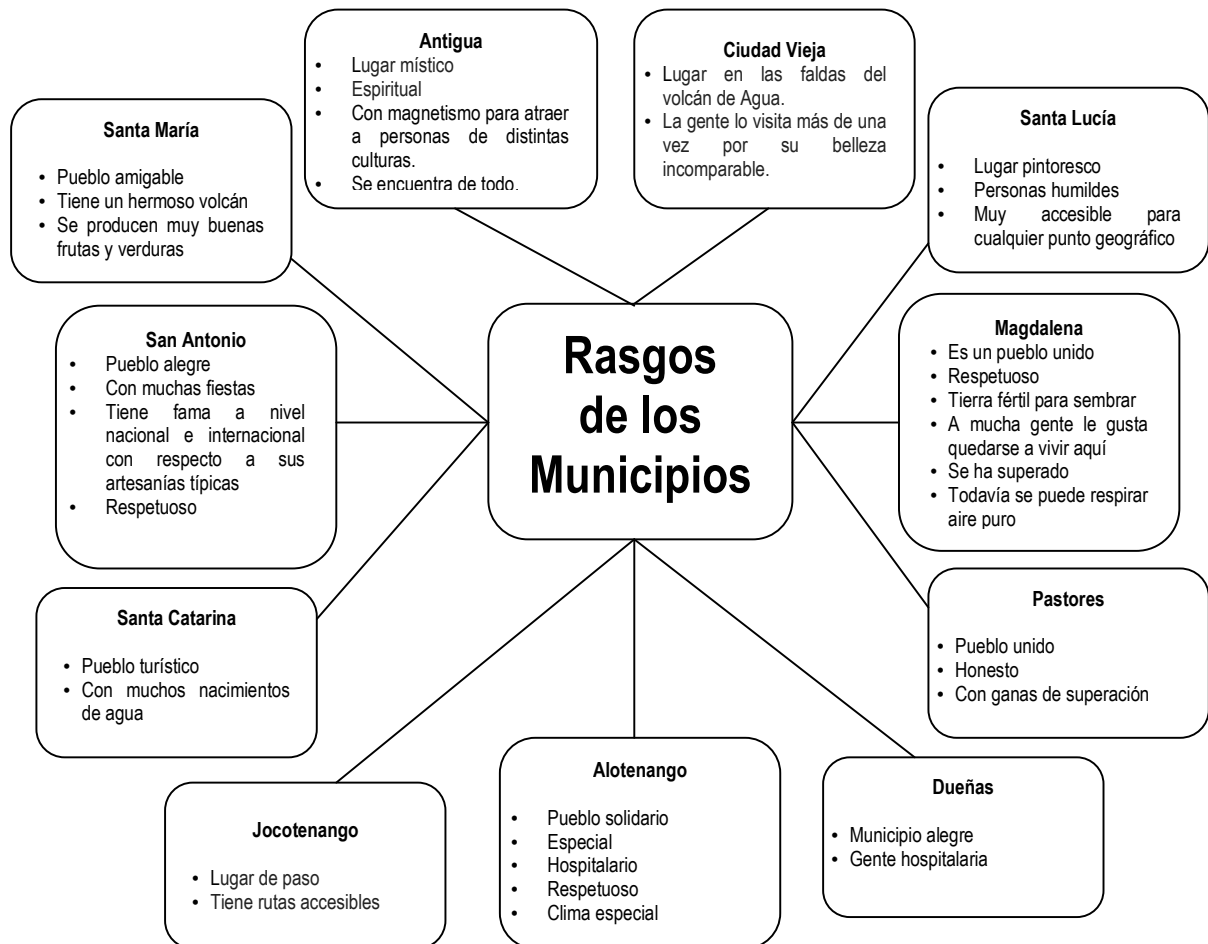 Antigua
• Lugar místico
• Espiritual
• Con magnetismo para atraer
a personas de distintas
culturas.
• Se encuentra de todo.
Ciudad Vieja
• Lugar en las faldas del
volcán de Agua.
• La gente lo visita más de una
vez por su belleza
incomparable.
Santa María
• Pueblo amigable
• Tiene un hermoso volcán
• Se producen muy buenas
frutas y verduras
Santa Lucía
• Lugar pintoresco
• Personas humildes
• Muy accesible para
cualquier punto geográfico
San Antonio
• Pueblo alegre
• Con muchas fiestas
• Tiene fama a nivel
nacional e internacional
con respecto a sus
artesanías típicas
• Respetuoso
Rasgos
de los
Municipios
Magdalena
• Es un pueblo unido
• Respetuoso
• Tierra fértil para sembrar
• A mucha gente le gusta
quedarse a vivir aquí
• Se ha superado
• Todavía se puede respirar
aire puro
Santa Catarina
• Pueblo turístico
• Con muchos nacimientos
de agua
Pastores
• Pueblo unido
• Honesto
• Con ganas de superación
Jocotenango
• Lugar de paso
• Tiene rutas accesibles
Alotenango
• Pueblo solidario
• Especial
• Hospitalario
• Respetuoso
• Clima especial
Dueñas
• Municipio alegre
• Gente hospitalaria